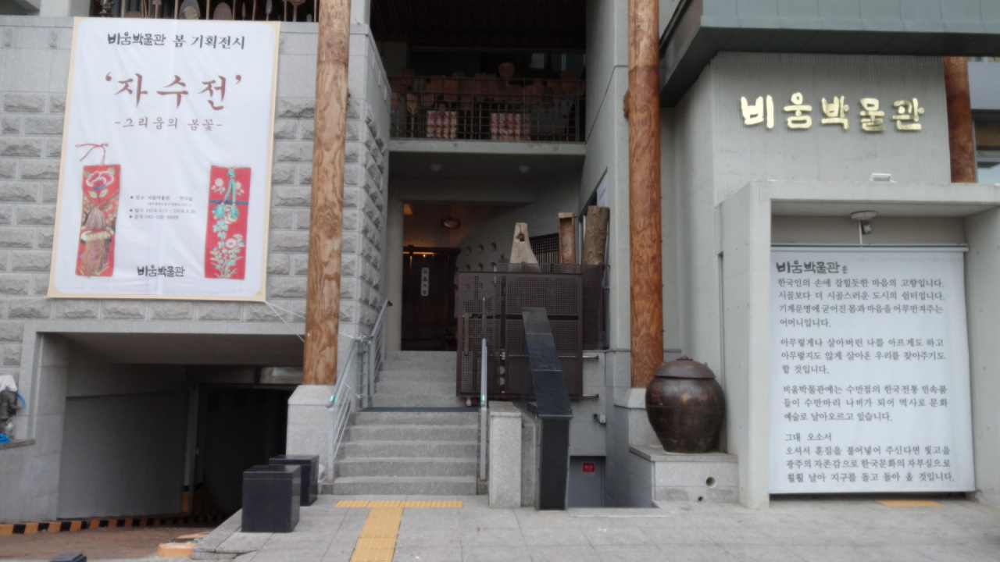 비움박물관 봄 기획전시
'자수전'
-그리움의 봄꽃-
◆ 장소: 비움박물관 전시실
◆ 일시: 2018.3.17 ~ 2018.5.31
비움박물관
비움박물관
비움박물관은
한국인의 손에 잡힐듯한 마음의 고향입니다.
시골보다 더 시골스러운 도시의 쉼터입니다.
기계문명에 굳어진 몸과 마음을 어루만져주는
어머니입니다.
아무렇게나 살아버린 나를 아프게도 하고
아무렇지도 않게 살아온 우리를 찾아주기도
할 것입니다.
비움박물관에는 수만점의 한국전통 민속품
들이 수만마리 나비가 되어 역사로 문화
예술로 날아오르고 있습니다.
그대 오소서
오셔서 훈짐을 불어넣어 주신다면 빛고을
광주의 자존감으로 한국문화의 자부심으로
훨훨 날아 지구를 돌고 돌아 올 것입니다.